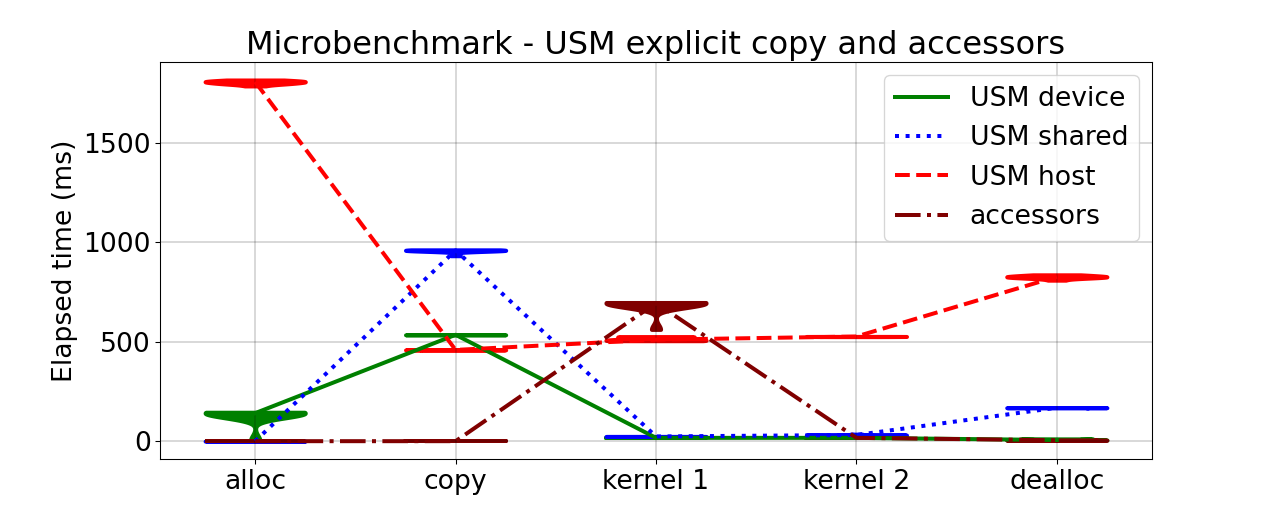 Microbenchmark - USM explicit copy and accessors
Elapsed time (ms)
1500
1000
500
0
USM device
USM shared
USM host
accessors
alloc
copy
kernel 1
kernel 2
dealloc